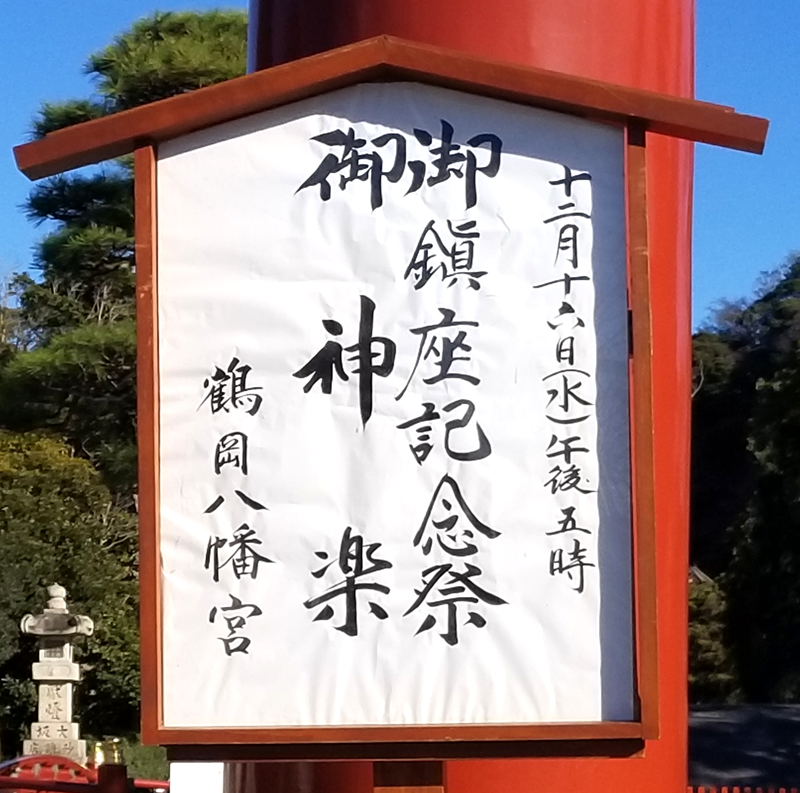 十二月十六日(水)午後五時
御鎮座記念祭
御神楽
鶴岡八幡宮